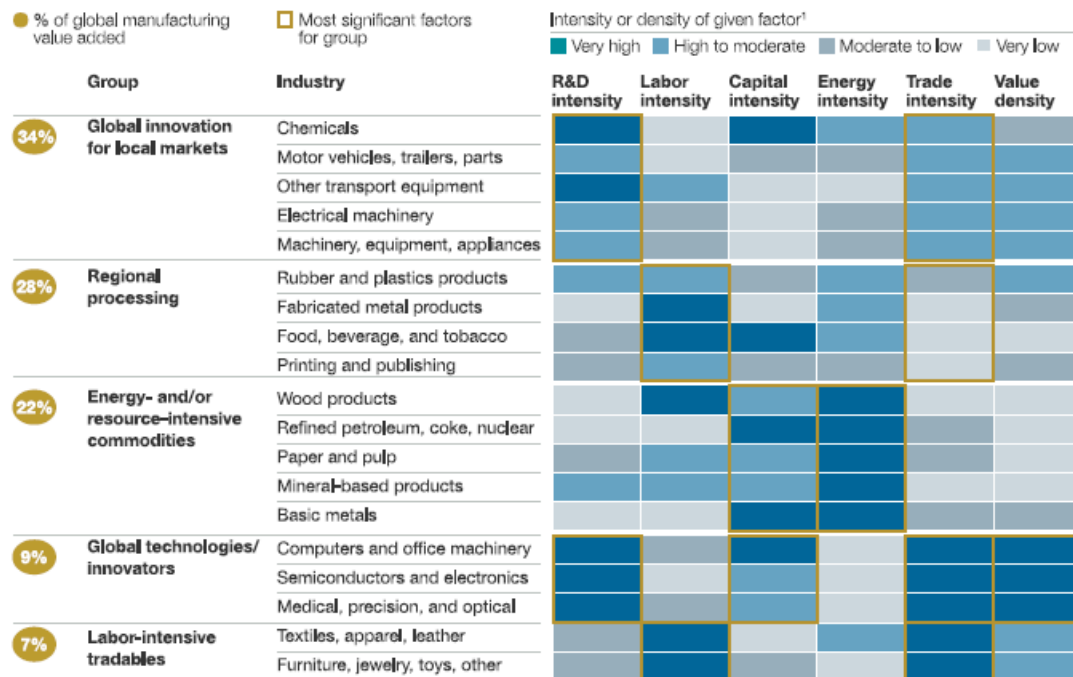 % of global manufacturing
value added
Most significant factors
for group
Intensity or density of given factor¹
Very high
High to moderate
Moderate to low
Very low
Group
Industry
R&D
intensity
Labor
intensity
Capital
intensity
Energy
intensity
Trade
intensity
Value
density
34%
Global innovation
for local markets
Chemicals
Motor vehicles, trailers, parts
Other transport equipment
Electrical machinery
Machinery, equipment, appliances
28%
Regional
processing
Rubber and plastics products
Fabricated metal products
Food, beverage, and tobacco
Printing and publishing
22%
Energy- and/or
resource–intensive
commodities
Wood products
Refined petroleum, coke, nuclear
Paper and pulp
Mineral–based products
Basic metals
9%
Global technologies/
innovators
Computers and office machinery
Semiconductors and electronics
Medical, precision, and optical
7%
Labor-intensive
tradables
Textiles, apparel, leather
Furniture, jewelry, toys, other